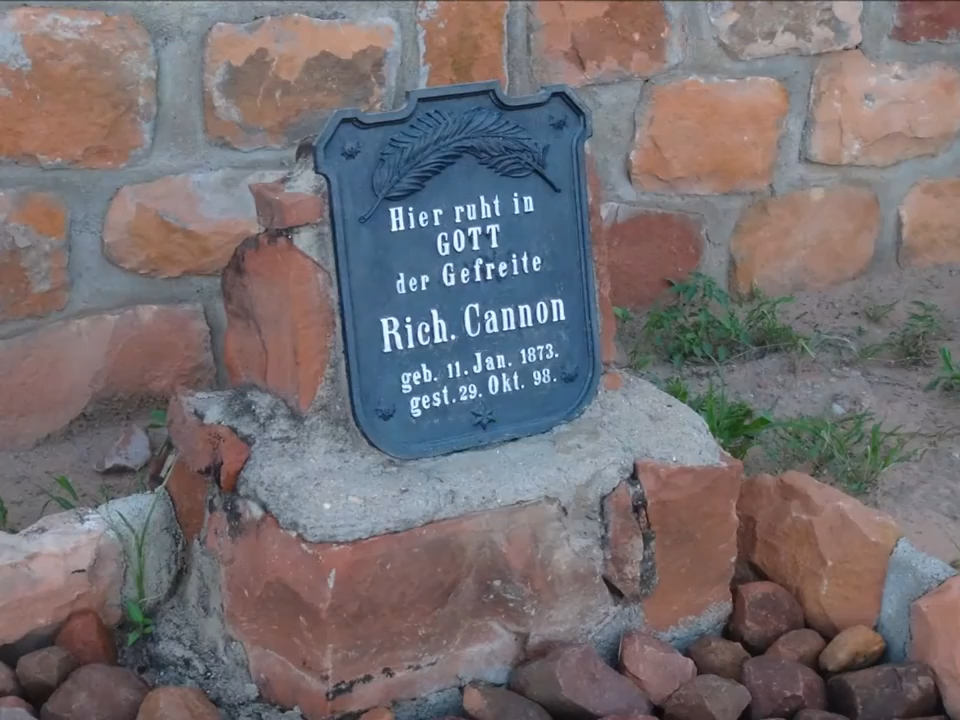 Hier ruht in
GOTT
der Gefreite
Rich. Cannon
geb. 11. Jan. 1873.
gest. 29. Okt. 98.